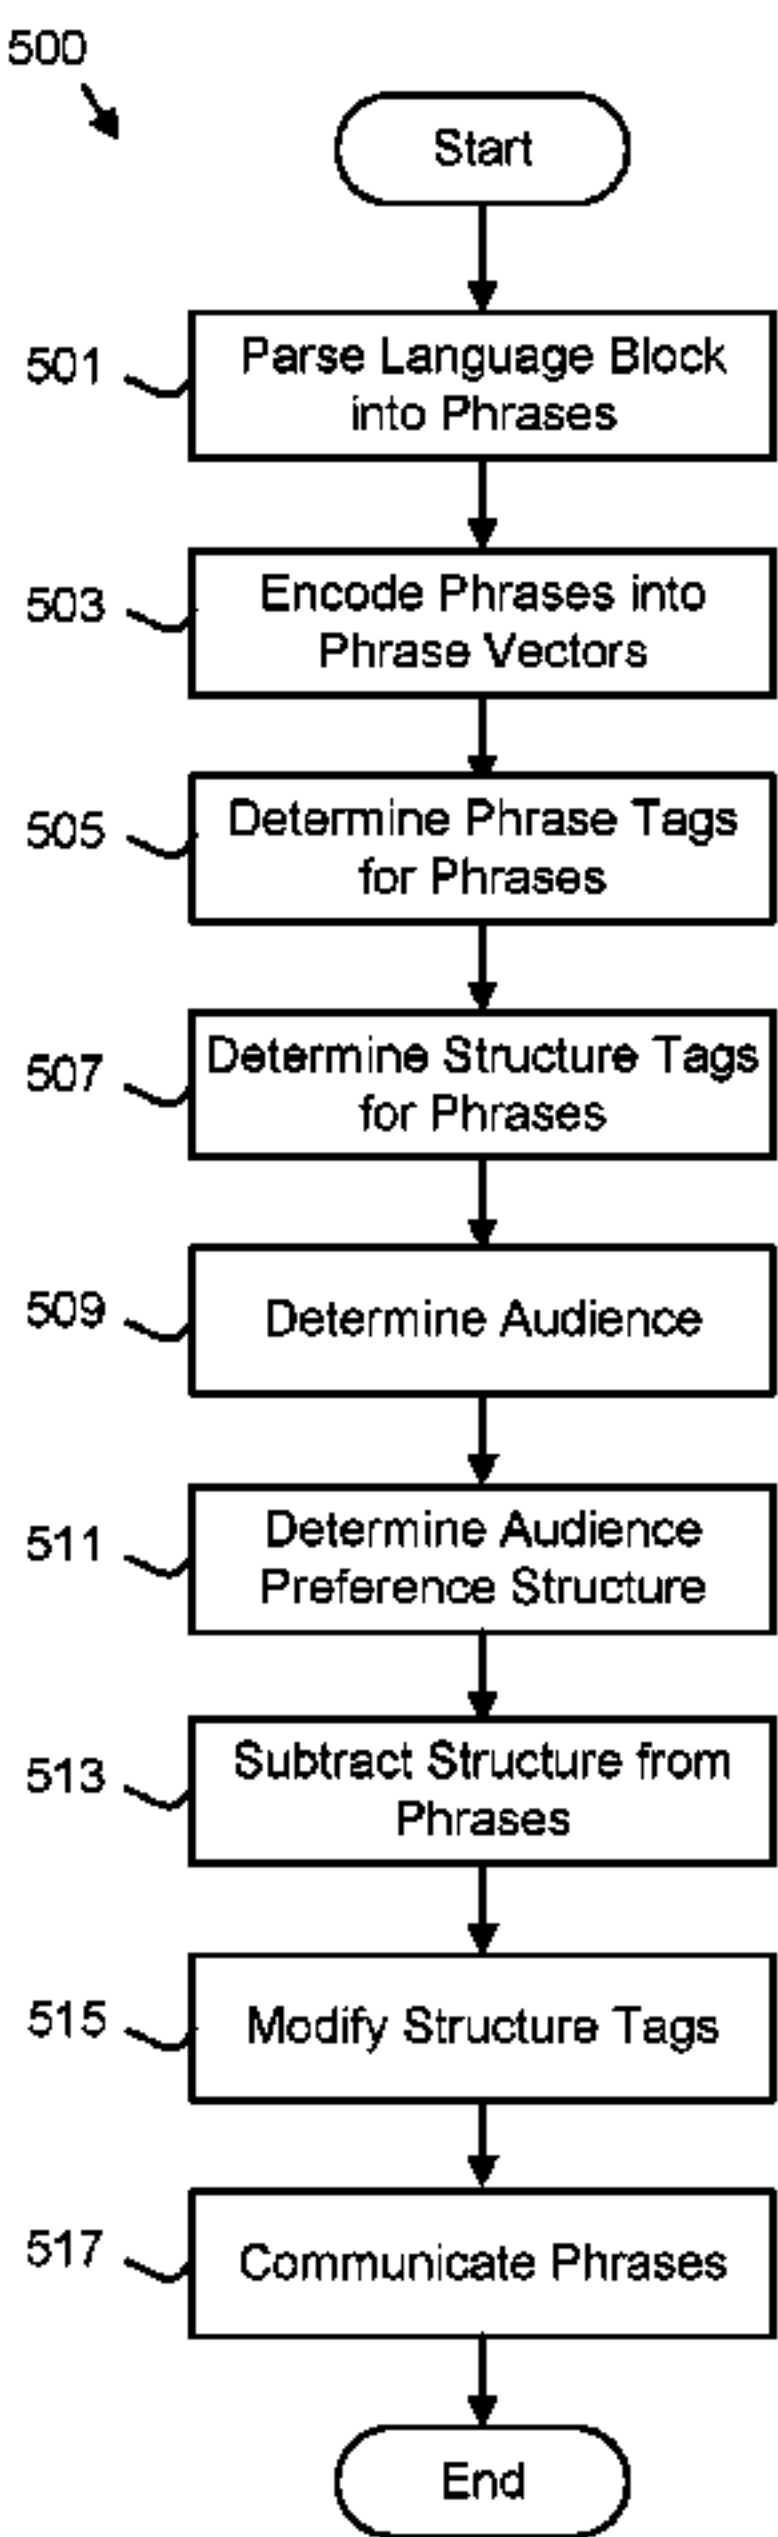 500
Start
501
Parse Language Block
into Phrases
503
Encode Phrases into
Phrase Vectors
505
Determine Phrase Tags
for Phrases
507
Determine Structure Tags
for Phrases
509
Determine Audience
511
Determine Audience
Preference Structure
513
Subtract Structure from
Phrases
515
Modify Structure Tags
517
Communicate Phrases
End